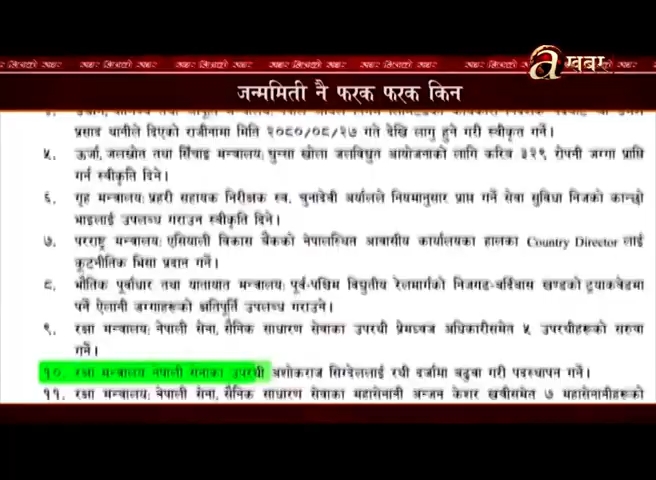 a खबर
जन्ममिती नै फरक फरक किन
प्रसाद थानीले दिएको राजीनामा मिति २०८०/०८/२७ गते देखि लागु हुने गरी स्वीकृत गर्ने।
५. ऊर्जा, जलस्रोत तथा सिंचाइ मन्त्रालय: घुन्सा खोला जलविद्युत आयोजनाको लागि करिव ३२९ रोपनी जग्गा प्राप्ति
गर्न स्वीकृति दिने।
६. गृह मन्त्रालय: प्रहरी सहायक निरीक्षक स्व. चुनादेवी अर्यालले नियमानुसार प्राप्त गर्ने सेवा सुविधा निजको कान्छो
भाइलाई उपलब्ध गराउन स्वीकृति दिने।
७. परराष्ट्र मन्त्रालय: एसियाली विकास बैंकको नेपालस्थित आवासीय कार्यालयका हालका Country Director लाई
कूटनीतिक भिसा प्रदान गर्ने।
८. भौतिक पूर्वाधार तथा यातायात मन्त्रालय: पूर्व-पश्चिम विद्युतीय रेलमार्गको निजगढ-बर्दिवास खण्डको ट्र्याकबेडमा
पर्ने ऐलानी जग्गाहरूको क्षतिपूर्ति उपलब्ध गराउने।
९. रक्षा मन्त्रालय: नेपाली सेना, सैनिक साधारण सेवाका उपरथी प्रेमध्वज अधिकारीसमेत ५ उपरथीहरूको सरुवा
गर्ने।
१०. रक्षा मन्त्रालय नेपाली सेनाका उपरथी अशोकराज सिग्देललाई रथी दर्जामा बढुवा गरी पदस्थापन गर्ने।
११. रक्षा मन्त्रालय: नेपाली सेना, सैनिक साधारण सेवाका महासेनानी अन्जन केशर खत्रीसमेत ७ महासेनानीहरूको